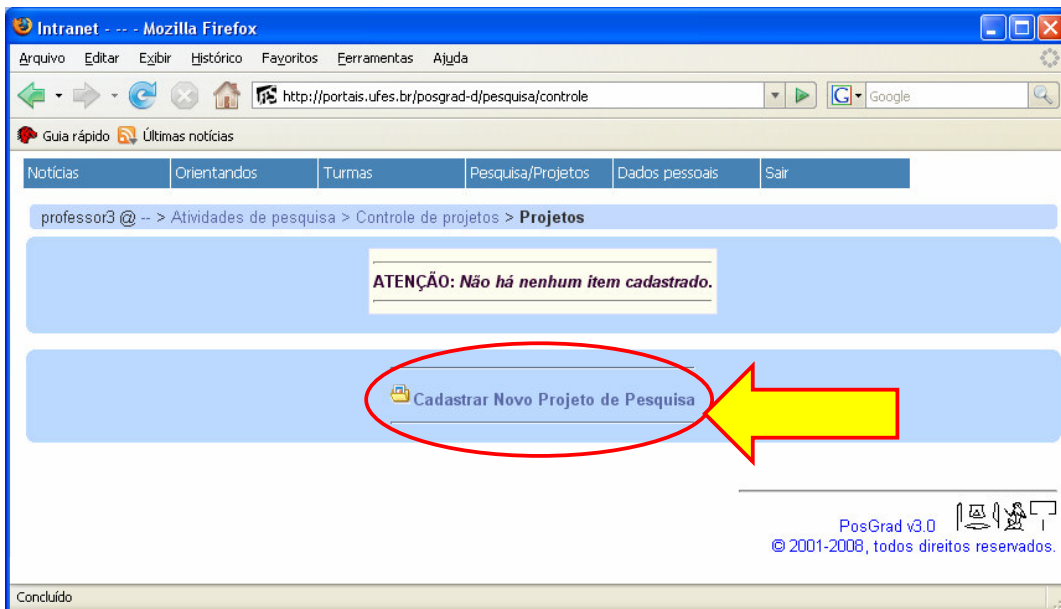 Intranet - -- - Mozilla Firefox
Arquivo Editar Exibir Histórico Favoritos Ferramentas Ajuda
http://portais.ufes.br/posgrad-d/pesquisa/controle G Google
Guia rápido Últimas notícias
Notícias Orientandos Turmas Pesquisa/Projetos Dados pessoais Sair
professor3 @ -- > Atividades de pesquisa > Controle de projetos > Projetos
ATENÇÃO: Não há nenhum item cadastrado.
Cadastrar Novo Projeto de Pesquisa
PosGrad v3.0
© 2001-2008, todos direitos reservados.
Concluído